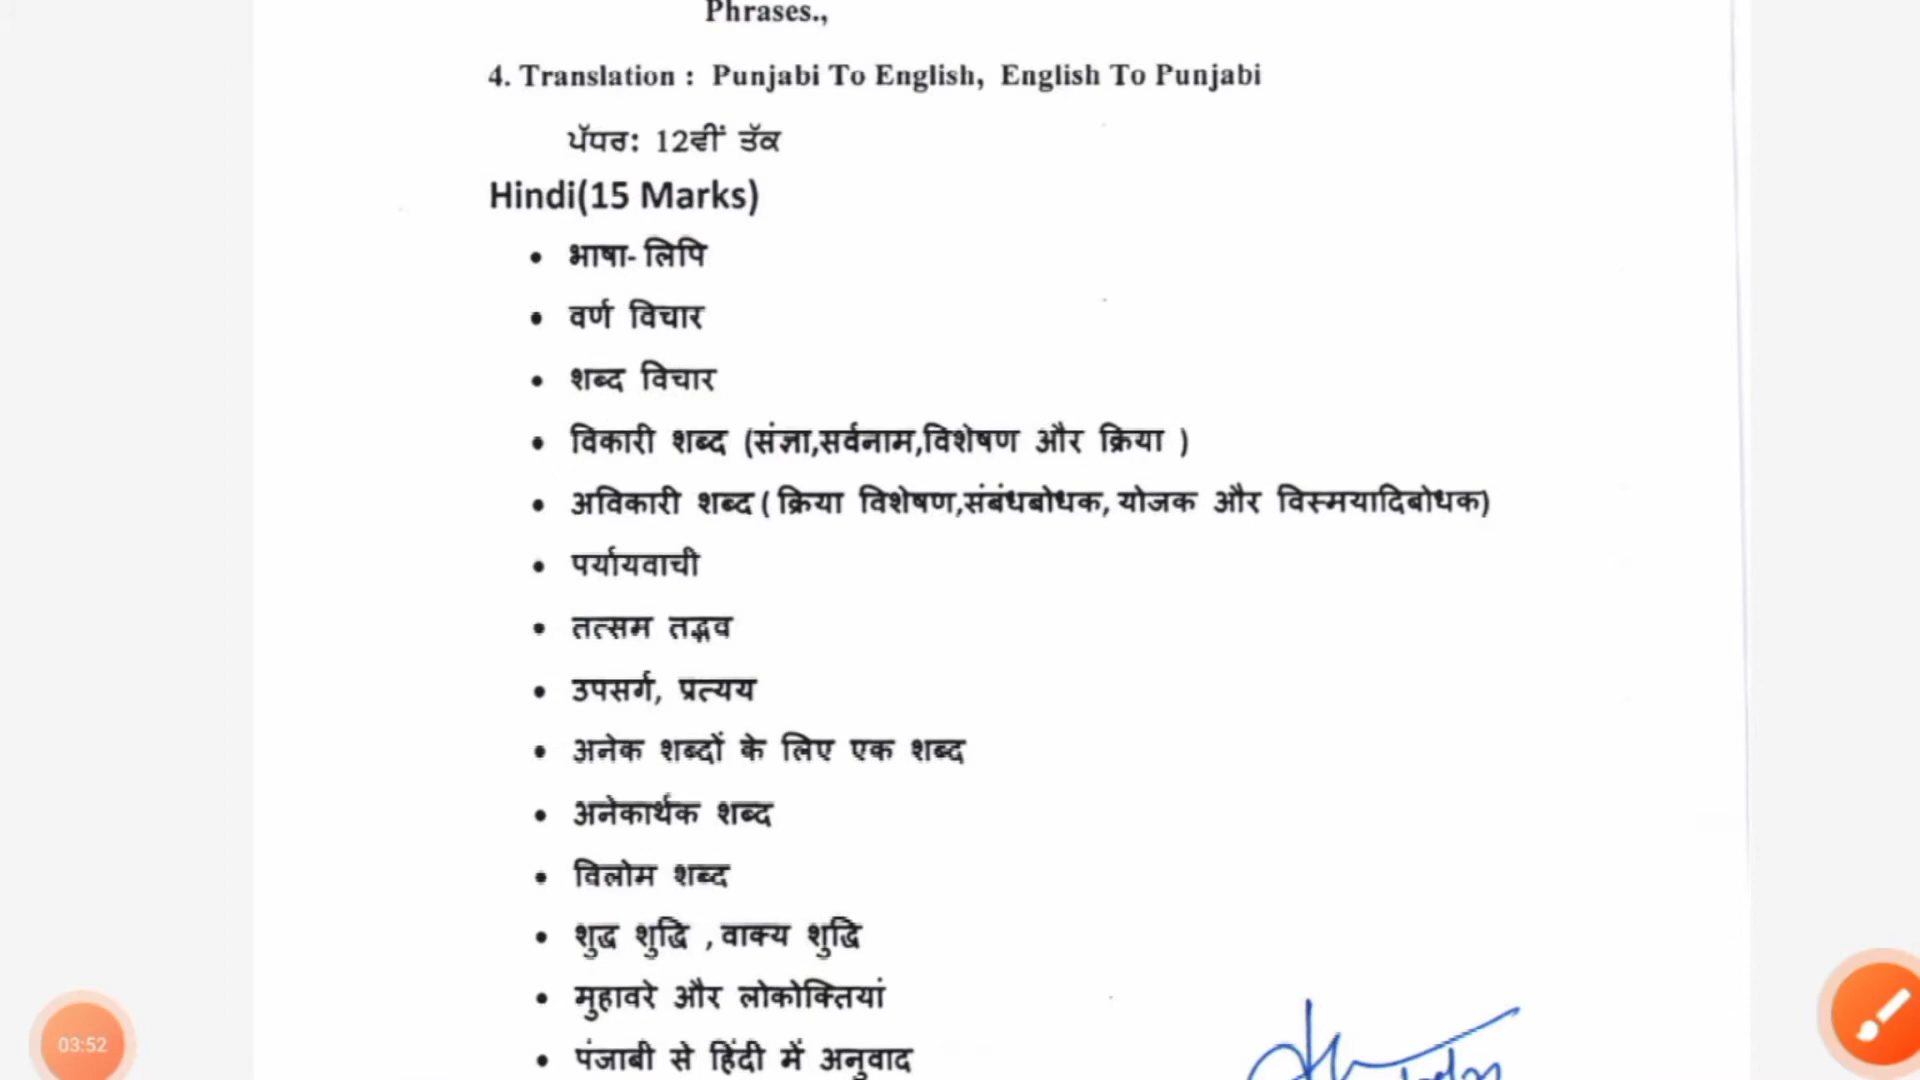 Phrases.,
4. Translation : Punjabi To English, English To Punjabi
ਪੱਧਰ: 12ਵੀਂ ਤੱਕ
Hindi(15 Marks)
• भाषा- लिपि
• वर्ण विचार
• शब्द विचार
• विकारी शब्द (संज्ञा,सर्वनाम,विशेषण और क्रिया )
• अविकारी शब्द ( क्रिया विशेषण,संबंधबोधक, योजक और विस्मयादिबोधक)
• पर्यायवाची
• तत्सम तद्भव
• उपसर्ग, प्रत्यय
• अनेक शब्दों के लिए एक शब्द
• अनेकार्थक शब्द
• विलोम शब्द
• शुद्ध शुद्धि , वाक्य शुद्धि
• मुहावरे और लोकोक्तियां
• पंजाबी से हिंदी में अनुवाद
03:52